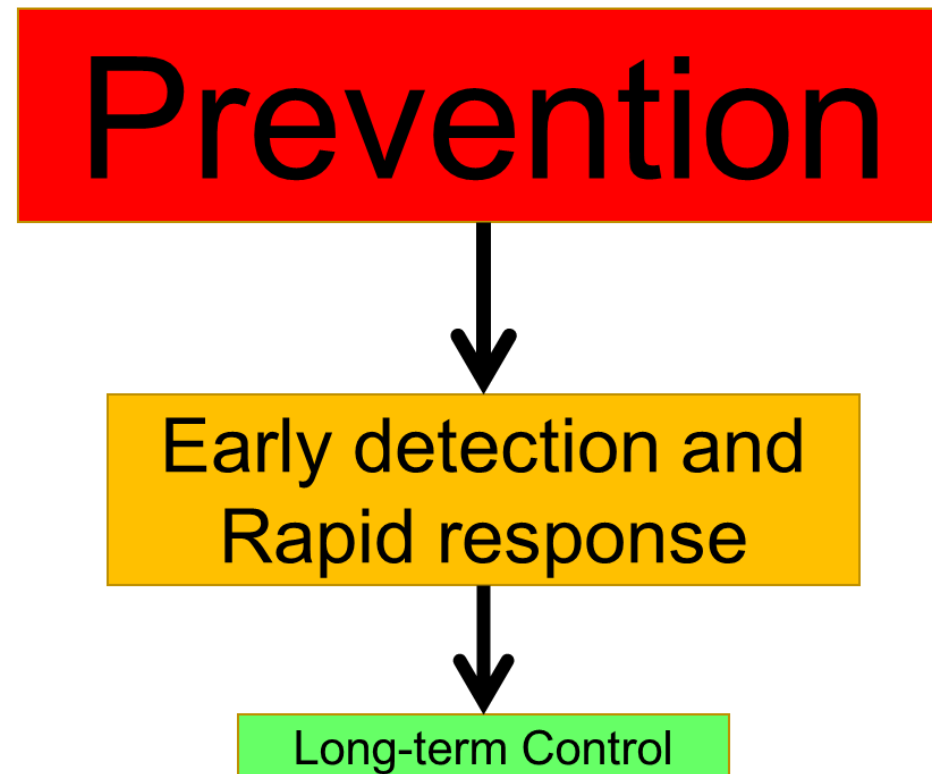 Prevention
Early detection and
Rapid response
Long-term Control